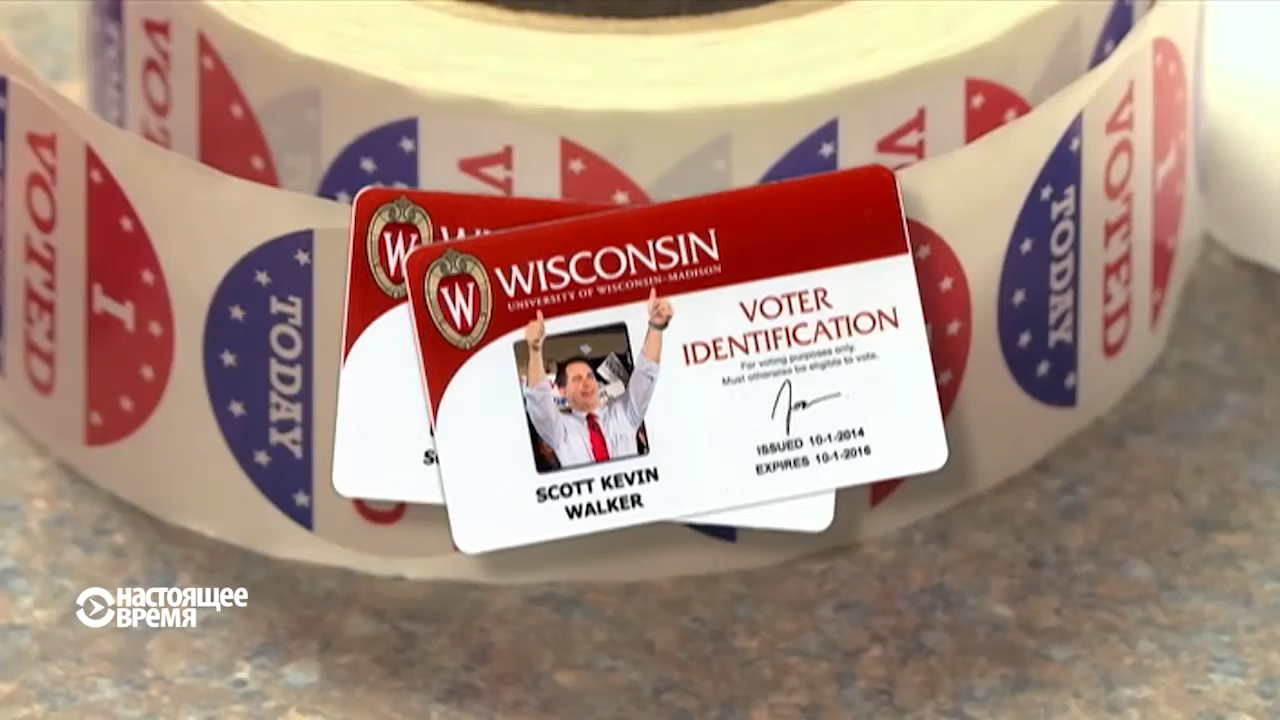 VOTED
I
TODAY
VOTED
TODAY
VOTED
I
W
W
WISCONSIN
UNIVERSITY OF WISCONSIN–MADISON
VOTER
IDENTIFICATION
For voting purposes only.
Must otherwise be eligible to vote.
ISSUED 10-1-2014
EXPIRES 10-1-2016
SCOTT KEVIN
WALKER
НАСТОЯЩЕЕ
ВРЕМЯ